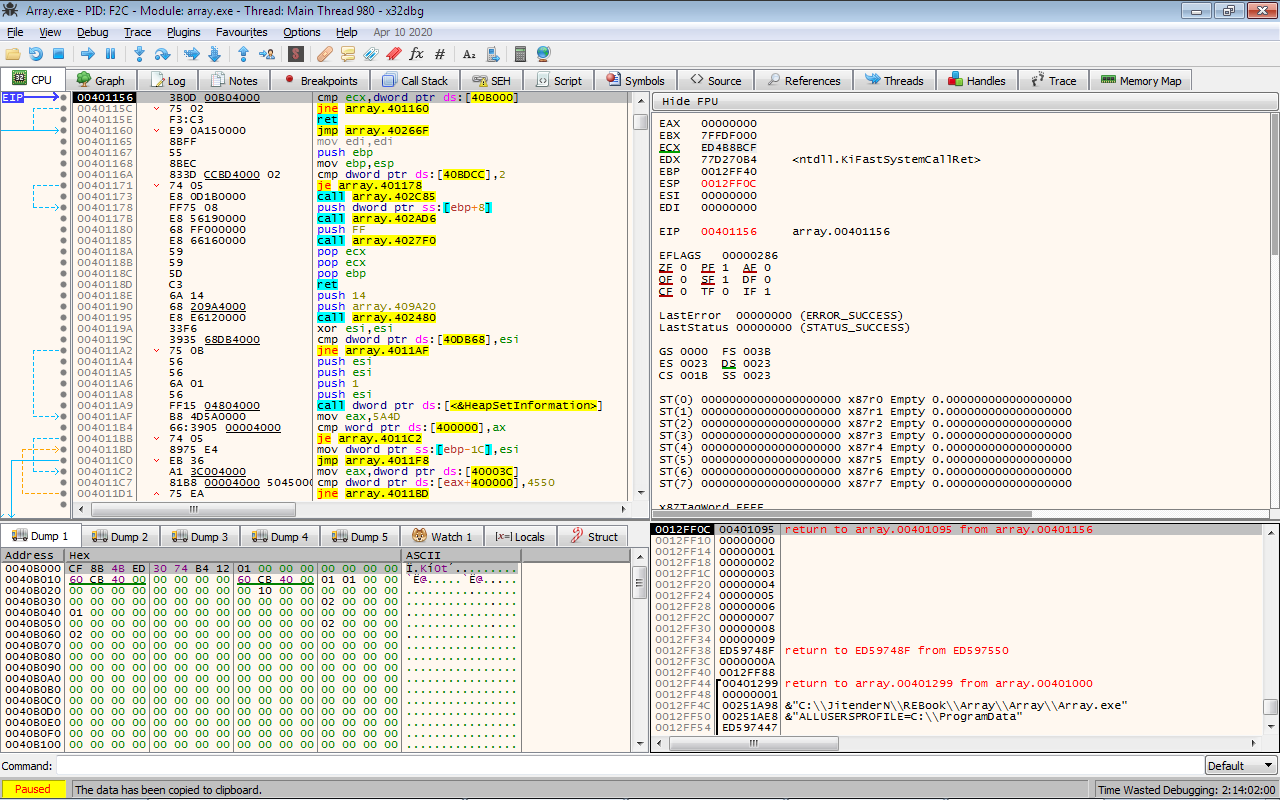 Array.exe - PID: F2C - Module: array.exe - Thread: Main Thread 980 - x32dbg
File View Debug Trace Plugins Favourites Options Help Apr 10 2020
CPU Graph Log Notes Breakpoints Call Stack SEH Script Symbols Source References Threads Handles Trace Memory Map
EIP
00401156 3B0D 00B04000 cmp ecx,dword ptr ds:[40B000]
0040115C 75 02 jne array.401160
0040115E F3:C3 ret
00401160 E9 0A150000 jmp array.40266F
00401165 8BFF mov edi,edi
00401167 55 push ebp
00401168 8BEC mov ebp,esp
0040116A 833D CCBD4000 02 cmp dword ptr ds:[40BDCC],2
00401171 74 05 je array.401178
00401173 E8 0D1B0000 call array.402C85
00401178 FF75 08 push dword ptr ss:[ebp+8]
0040117B E8 56190000 call array.402AD6
00401180 68 FF000000 push FF
00401185 E8 66160000 call array.4027F0
0040118A 59 pop ecx
0040118B 59 pop ecx
0040118C 5D pop ebp
0040118D C3 ret
0040118E 6A 14 push 14
00401190 68 209A4000 push array.409A20
00401195 E8 E6120000 call array.402480
0040119A 33F6 xor esi,esi
0040119C 3935 68DB4000 cmp dword ptr ds:[40DB68],esi
004011A2 75 0B jne array.4011AF
004011A4 56 push esi
004011A5 56 push esi
004011A6 6A 01 push 1
004011A8 56 push esi
004011A9 FF15 04804000 call dword ptr ds:[<&HeapSetInformation>]
004011AF B8 4D5A0000 mov eax,5A4D
004011B4 66:3905 00004000 cmp word ptr ds:[400000],ax
004011BB 74 05 je array.4011C2
004011BD 8975 E4 mov dword ptr ss:[ebp-1C],esi
004011C0 EB 36 jmp array.4011F8
004011C2 A1 3C004000 mov eax,dword ptr ds:[40003C]
004011C7 81B8 00004000 504500 cmp dword ptr ds:[eax+400000],4550
004011D1 75 EA jne array.4011BD
Hide FPU
EAX 00000000
EBX 7FFDF000
ECX ED4B8BCF
EDX 77D270B4 <ntdll.KiFastSystemCallRet>
EBP 0012FF40
ESP 0012FF0C
ESI 00000000
EDI 00000000
EIP 00401156 array.00401156
EFLAGS 00000286
ZF 0 PF 1 AF 0
OF 0 SF 1 DF 0
CF 0 TF 0 IF 1
LastError 00000000 (ERROR_SUCCESS)
LastStatus 00000000 (STATUS_SUCCESS)
GS 0000 FS 003B
ES 0023 DS 0023
CS 001B SS 0023
ST(0) 00000000000000000000 x87r0 Empty 0.000000000000000000
ST(1) 00000000000000000000 x87r1 Empty 0.000000000000000000
ST(2) 00000000000000000000 x87r2 Empty 0.000000000000000000
ST(3) 00000000000000000000 x87r3 Empty 0.000000000000000000
ST(4) 00000000000000000000 x87r4 Empty 0.000000000000000000
ST(5) 00000000000000000000 x87r5 Empty 0.000000000000000000
ST(6) 00000000000000000000 x87r6 Empty 0.000000000000000000
ST(7) 00000000000000000000 x87r7 Empty 0.000000000000000000
x87TagWord FFFF
Dump 1 Dump 2 Dump 3 Dump 4 Dump 5 Watch 1 Locals Struct
Address Hex ASCII
0040B000 CF 8B 4B ED 30 74 B4 12 01 00 00 00 00 00 00 00 Ï.Kí0t´.........
0040B010 60 CB 40 00 00 00 00 00 60 CB 40 00 01 01 00 00 `Ë@.....`Ë@.....
0040B020 00 00 00 00 00 00 00 00 00 10 00 00 00 00 00 00 ................
0040B030 00 00 00 00 00 00 00 00 00 00 00 00 02 00 00 00 ................
0040B040 01 00 00 00 00 00 00 00 00 00 00 00 00 00 00 00 ................
0040B050 00 00 00 00 00 00 00 00 00 00 00 00 02 00 00 00 ................
0040B060 02 00 00 00 00 00 00 00 00 00 00 00 00 00 00 00 ................
0040B070 00 00 00 00 00 00 00 00 00 00 00 00 00 00 00 00 ................
0040B080 00 00 00 00 00 00 00 00 00 00 00 00 00 00 00 00 ................
0040B090 00 00 00 00 00 00 00 00 00 00 00 00 00 00 00 00 ................
0040B0A0 00 00 00 00 00 00 00 00 00 00 00 00 00 00 00 00 ................
0040B0B0 00 00 00 00 00 00 00 00 00 00 00 00 00 00 00 00 ................
0040B0C0 00 00 00 00 00 00 00 00 00 00 00 00 00 00 00 00 ................
0040B0D0 00 00 00 00 00 00 00 00 00 00 00 00 00 00 00 00 ................
0040B0E0 00 00 00 00 00 00 00 00 00 00 00 00 00 00 00 00 ................
0040B0F0 00 00 00 00 00 00 00 00 00 00 00 00 00 00 00 00 ................
0040B100 00 00 00 00 00 00 00 00 00 00 00 00 00 00 00 00 ................
0012FF0C 00401095 return to array.00401095 from array.00401156
0012FF10 00000000
0012FF14 00000001
0012FF18 00000002
0012FF1C 00000003
0012FF20 00000004
0012FF24 00000005
0012FF28 00000006
0012FF2C 00000007
0012FF30 00000008
0012FF34 00000009
0012FF38 ED59748F return to ED59748F from ED597550
0012FF3C 0000000A
0012FF40 0012FF88
0012FF44 00401299 return to array.00401299 from array.00401000
0012FF48 00000001
0012FF4C 00251A98 &"C:\\JitenderN\\REBook\\Array\\Array\\Array.exe"
0012FF50 00251AE8 &"ALLUSERSPROFILE=C:\\ProgramData"
0012FF54 ED597447
Command: Default
Paused The data has been copied to clipboard. Time Wasted Debugging: 2:14:02:00